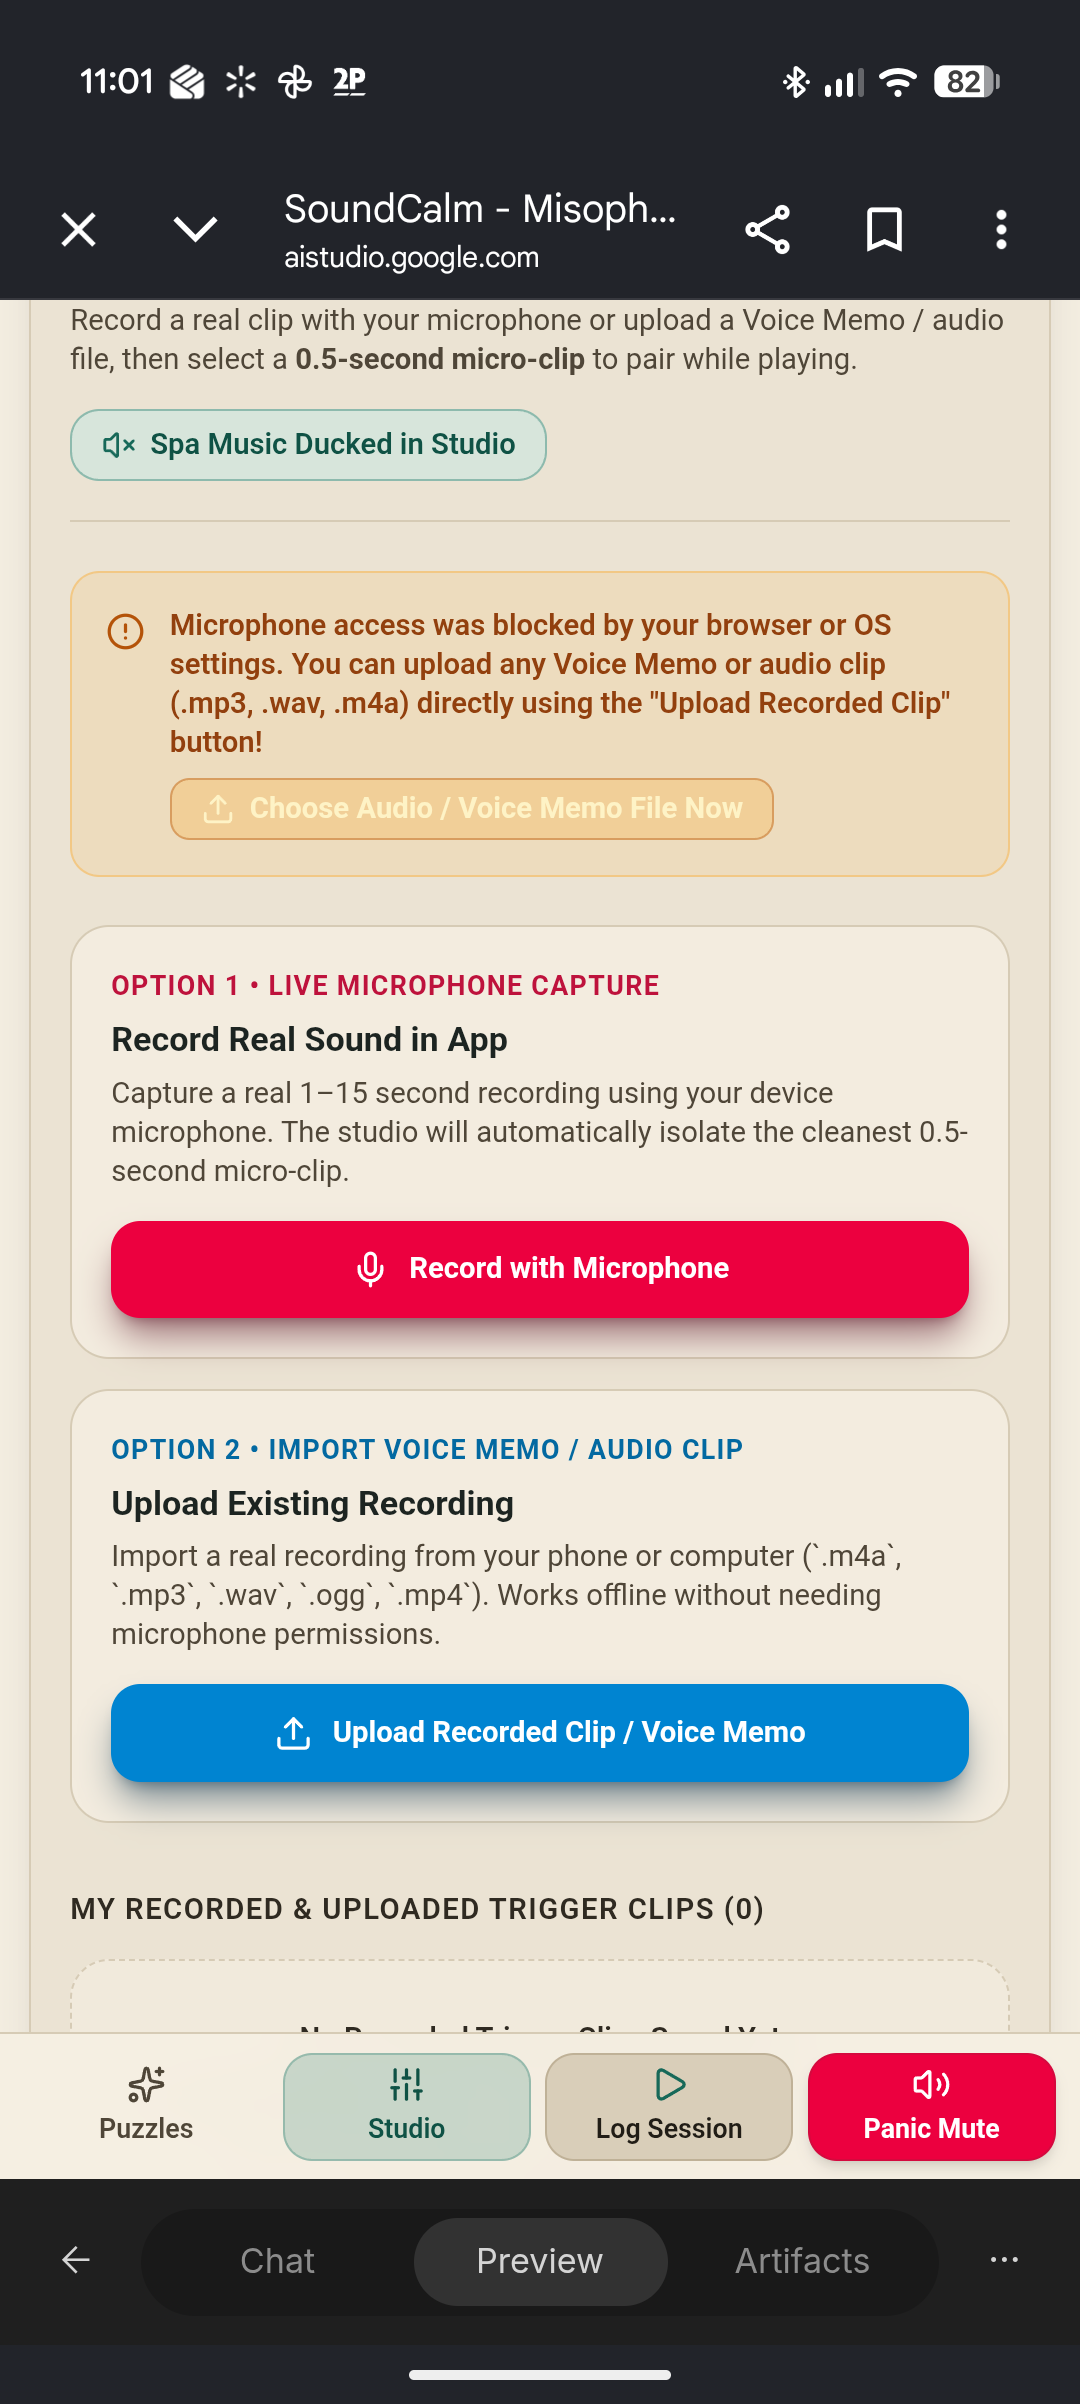 11:01
2P
82
SoundCalm - Misoph...
aistudio.google.com
Record a real clip with your microphone or upload a Voice Memo / audio
file, then select a 0.5-second micro-clip to pair while playing.
Spa Music Ducked in Studio
Microphone access was blocked by your browser or OS
settings. You can upload any Voice Memo or audio clip
(.mp3, .wav, .m4a) directly using the "Upload Recorded Clip"
button!
Choose Audio / Voice Memo File Now
OPTION 1 • LIVE MICROPHONE CAPTURE
Record Real Sound in App
Capture a real 1–15 second recording using your device
microphone. The studio will automatically isolate the cleanest 0.5-
second micro-clip.
Record with Microphone
OPTION 2 • IMPORT VOICE MEMO / AUDIO CLIP
Upload Existing Recording
Import a real recording from your phone or computer (`.m4a`,
`.mp3`, `.wav`, `.ogg`, `.mp4`). Works offline without needing
microphone permissions.
Upload Recorded Clip / Voice Memo
MY RECORDED & UPLOADED TRIGGER CLIPS (0)
Puzzles
Studio
Log Session
Panic Mute
Chat
Preview
Artifacts